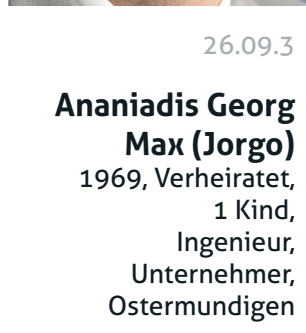 26.09.3
Ananiadis Georg
Max (Jorgo)
1969, Verheiratet,
1 Kind,
Ingenieur,
Unternehmer,
Ostermundigen